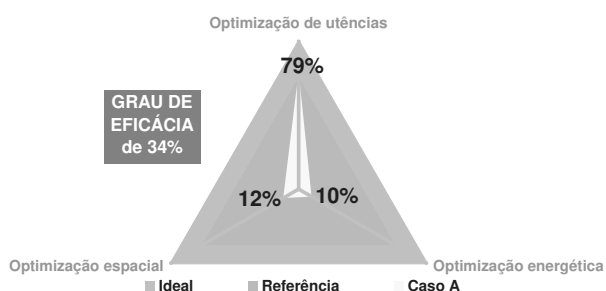 Optimização de utências
79%
GRAU DE
EFICÁCIA
de 34%
12%
10%
Optimização espacial
Optimização energética
Ideal
Referência
Caso A